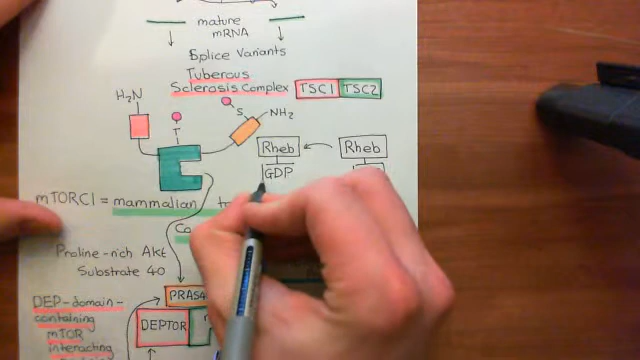 mature
mRNA
Splice Variants
Tuberous
Sclerosis Complex
TSC1 TSC2
H₂N
S
NH₂
T
Rheb
Rheb
GDP
mTORC1 = mammalian
Proline-rich Akt
Substrate 40
DEP-domain-
containing
mTOR
interacting
DEPTOR